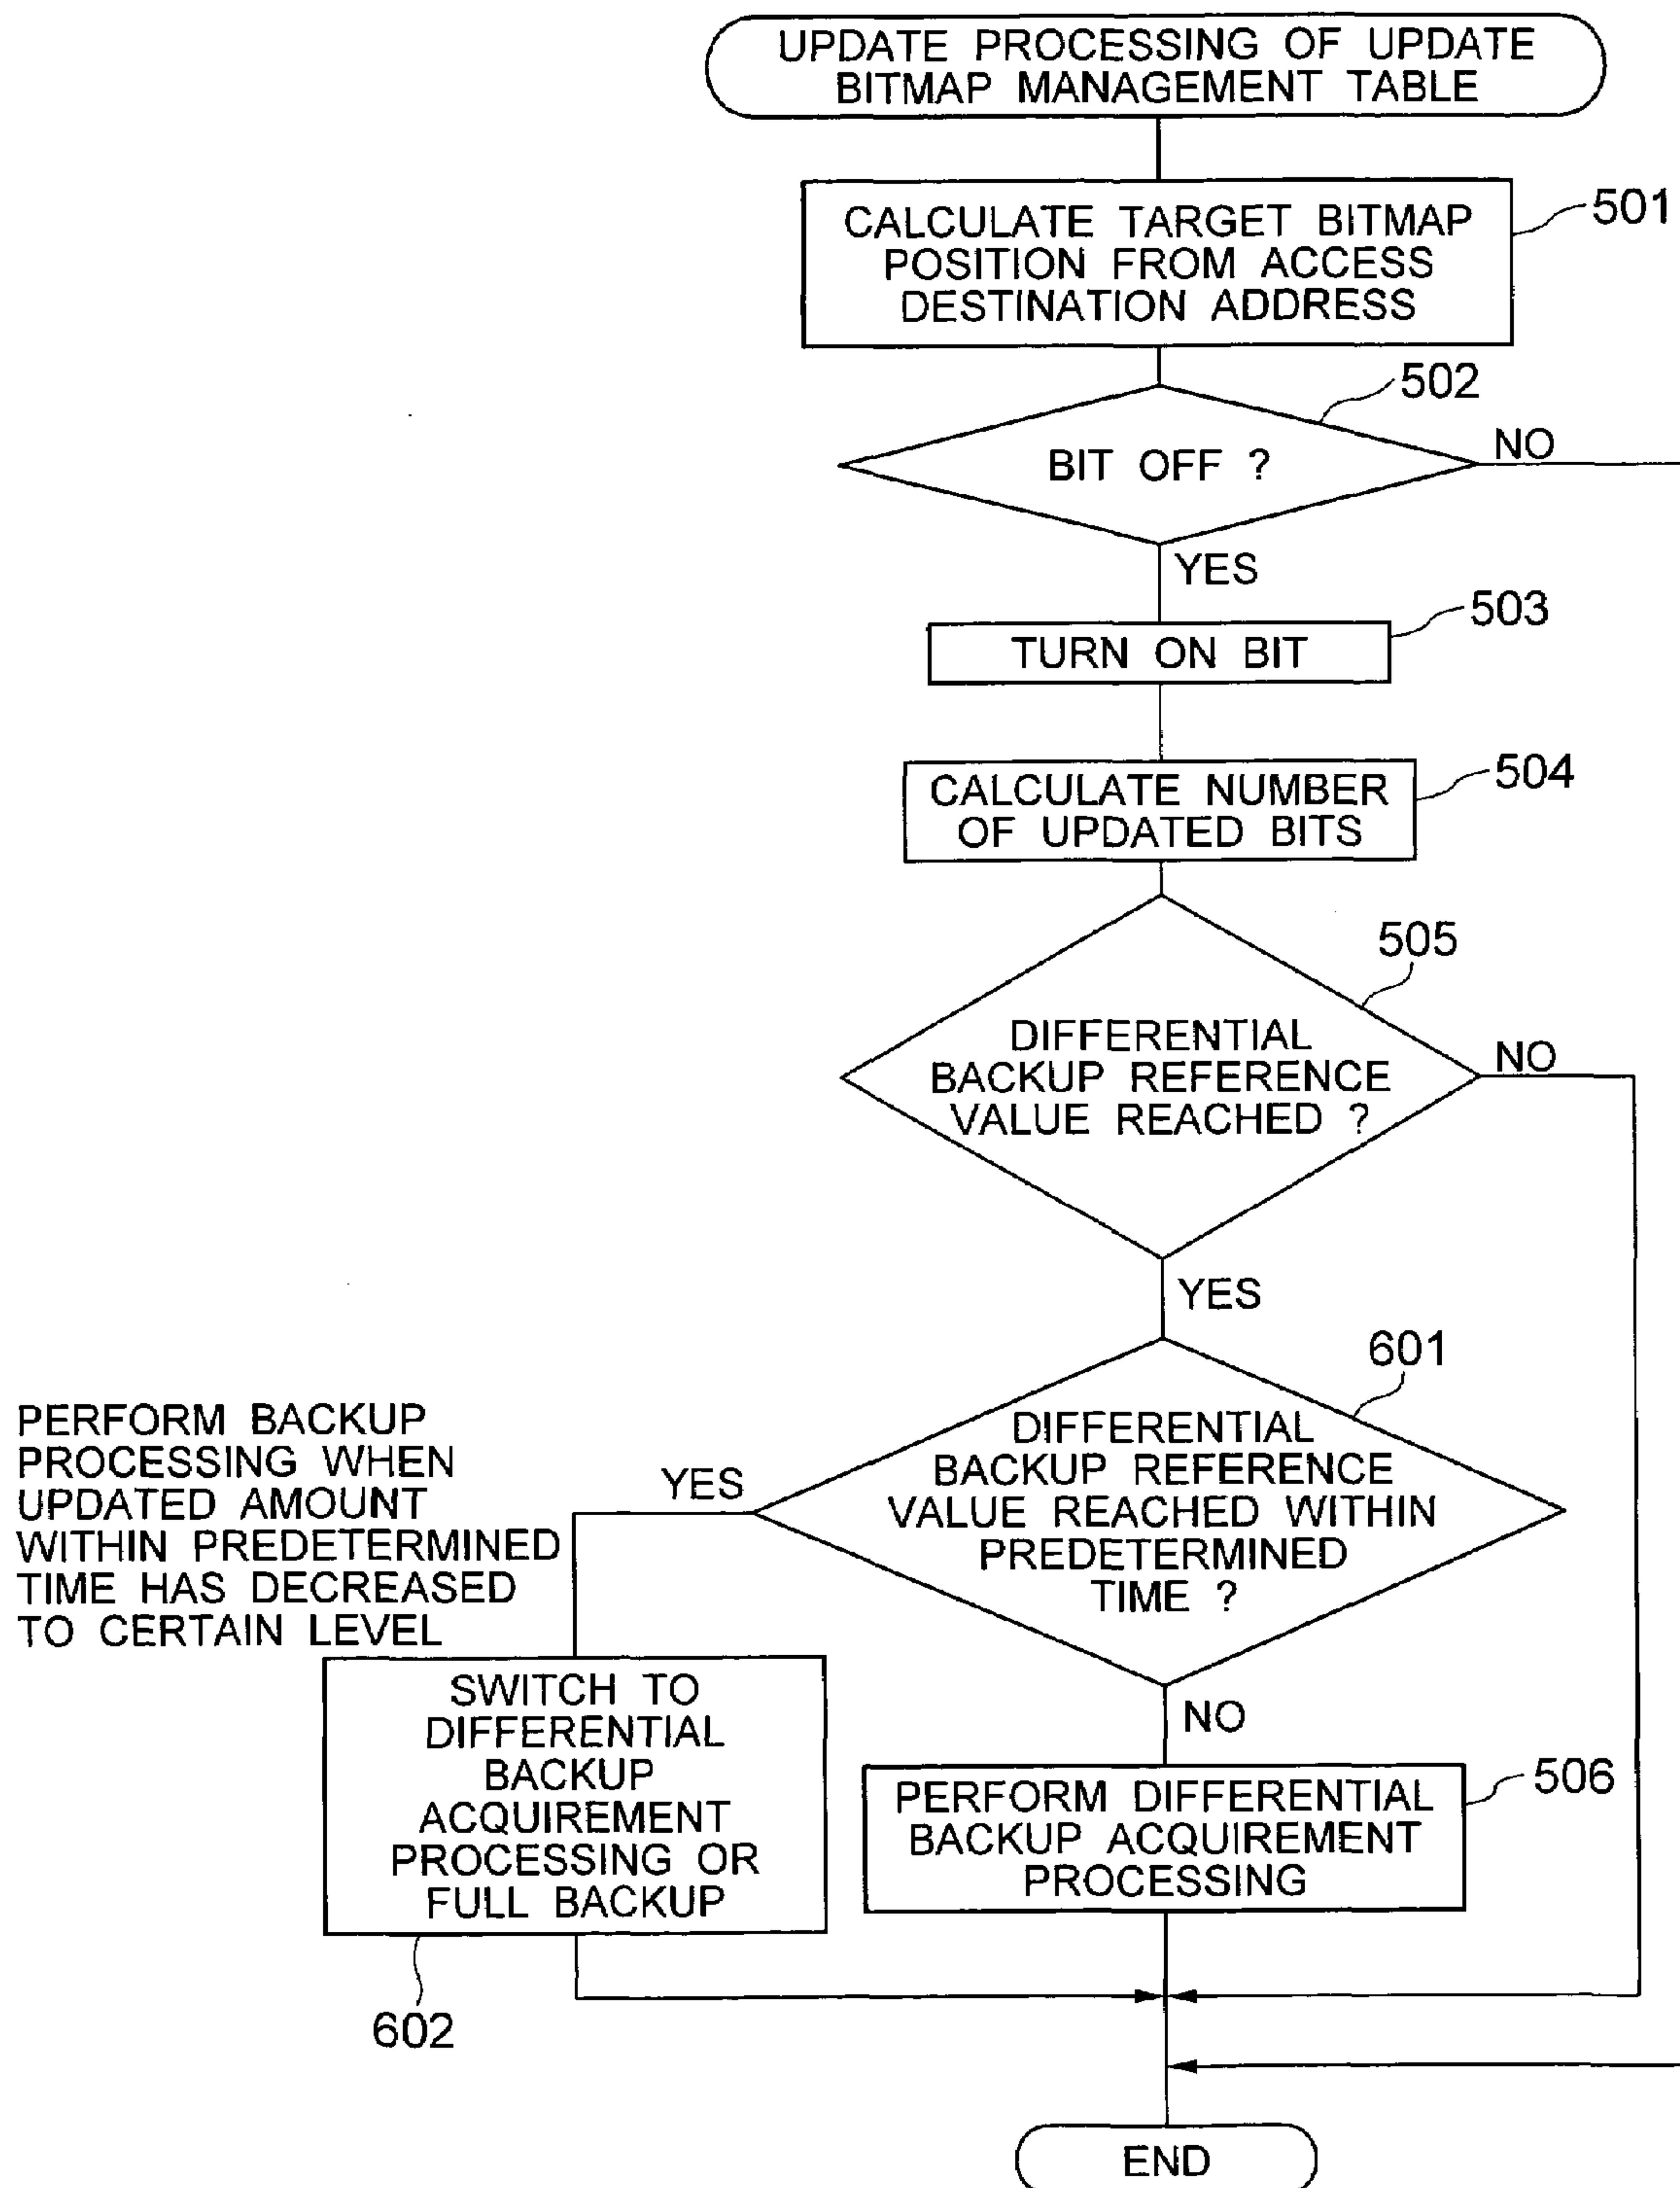 UPDATE PROCESSING OF UPDATE
BITMAP MANAGEMENT TABLE
CALCULATE TARGET BITMAP
POSITION FROM ACCESS
DESTINATION ADDRESS
501
502
BIT OFF ?
NO
YES
503
TURN ON BIT
504
CALCULATE NUMBER
OF UPDATED BITS
505
DIFFERENTIAL
BACKUP REFERENCE
VALUE REACHED ?
NO
YES
601
DIFFERENTIAL
BACKUP REFERENCE
VALUE REACHED WITHIN
PREDETERMINED
TIME ?
YES
PERFORM BACKUP
PROCESSING WHEN
UPDATED AMOUNT
WITHIN PREDETERMINED
TIME HAS DECREASED
TO CERTAIN LEVEL
NO
SWITCH TO
DIFFERENTIAL
BACKUP
ACQUIREMENT
PROCESSING OR
FULL BACKUP
602
PERFORM DIFFERENTIAL
BACKUP ACQUIREMENT
PROCESSING
506
END